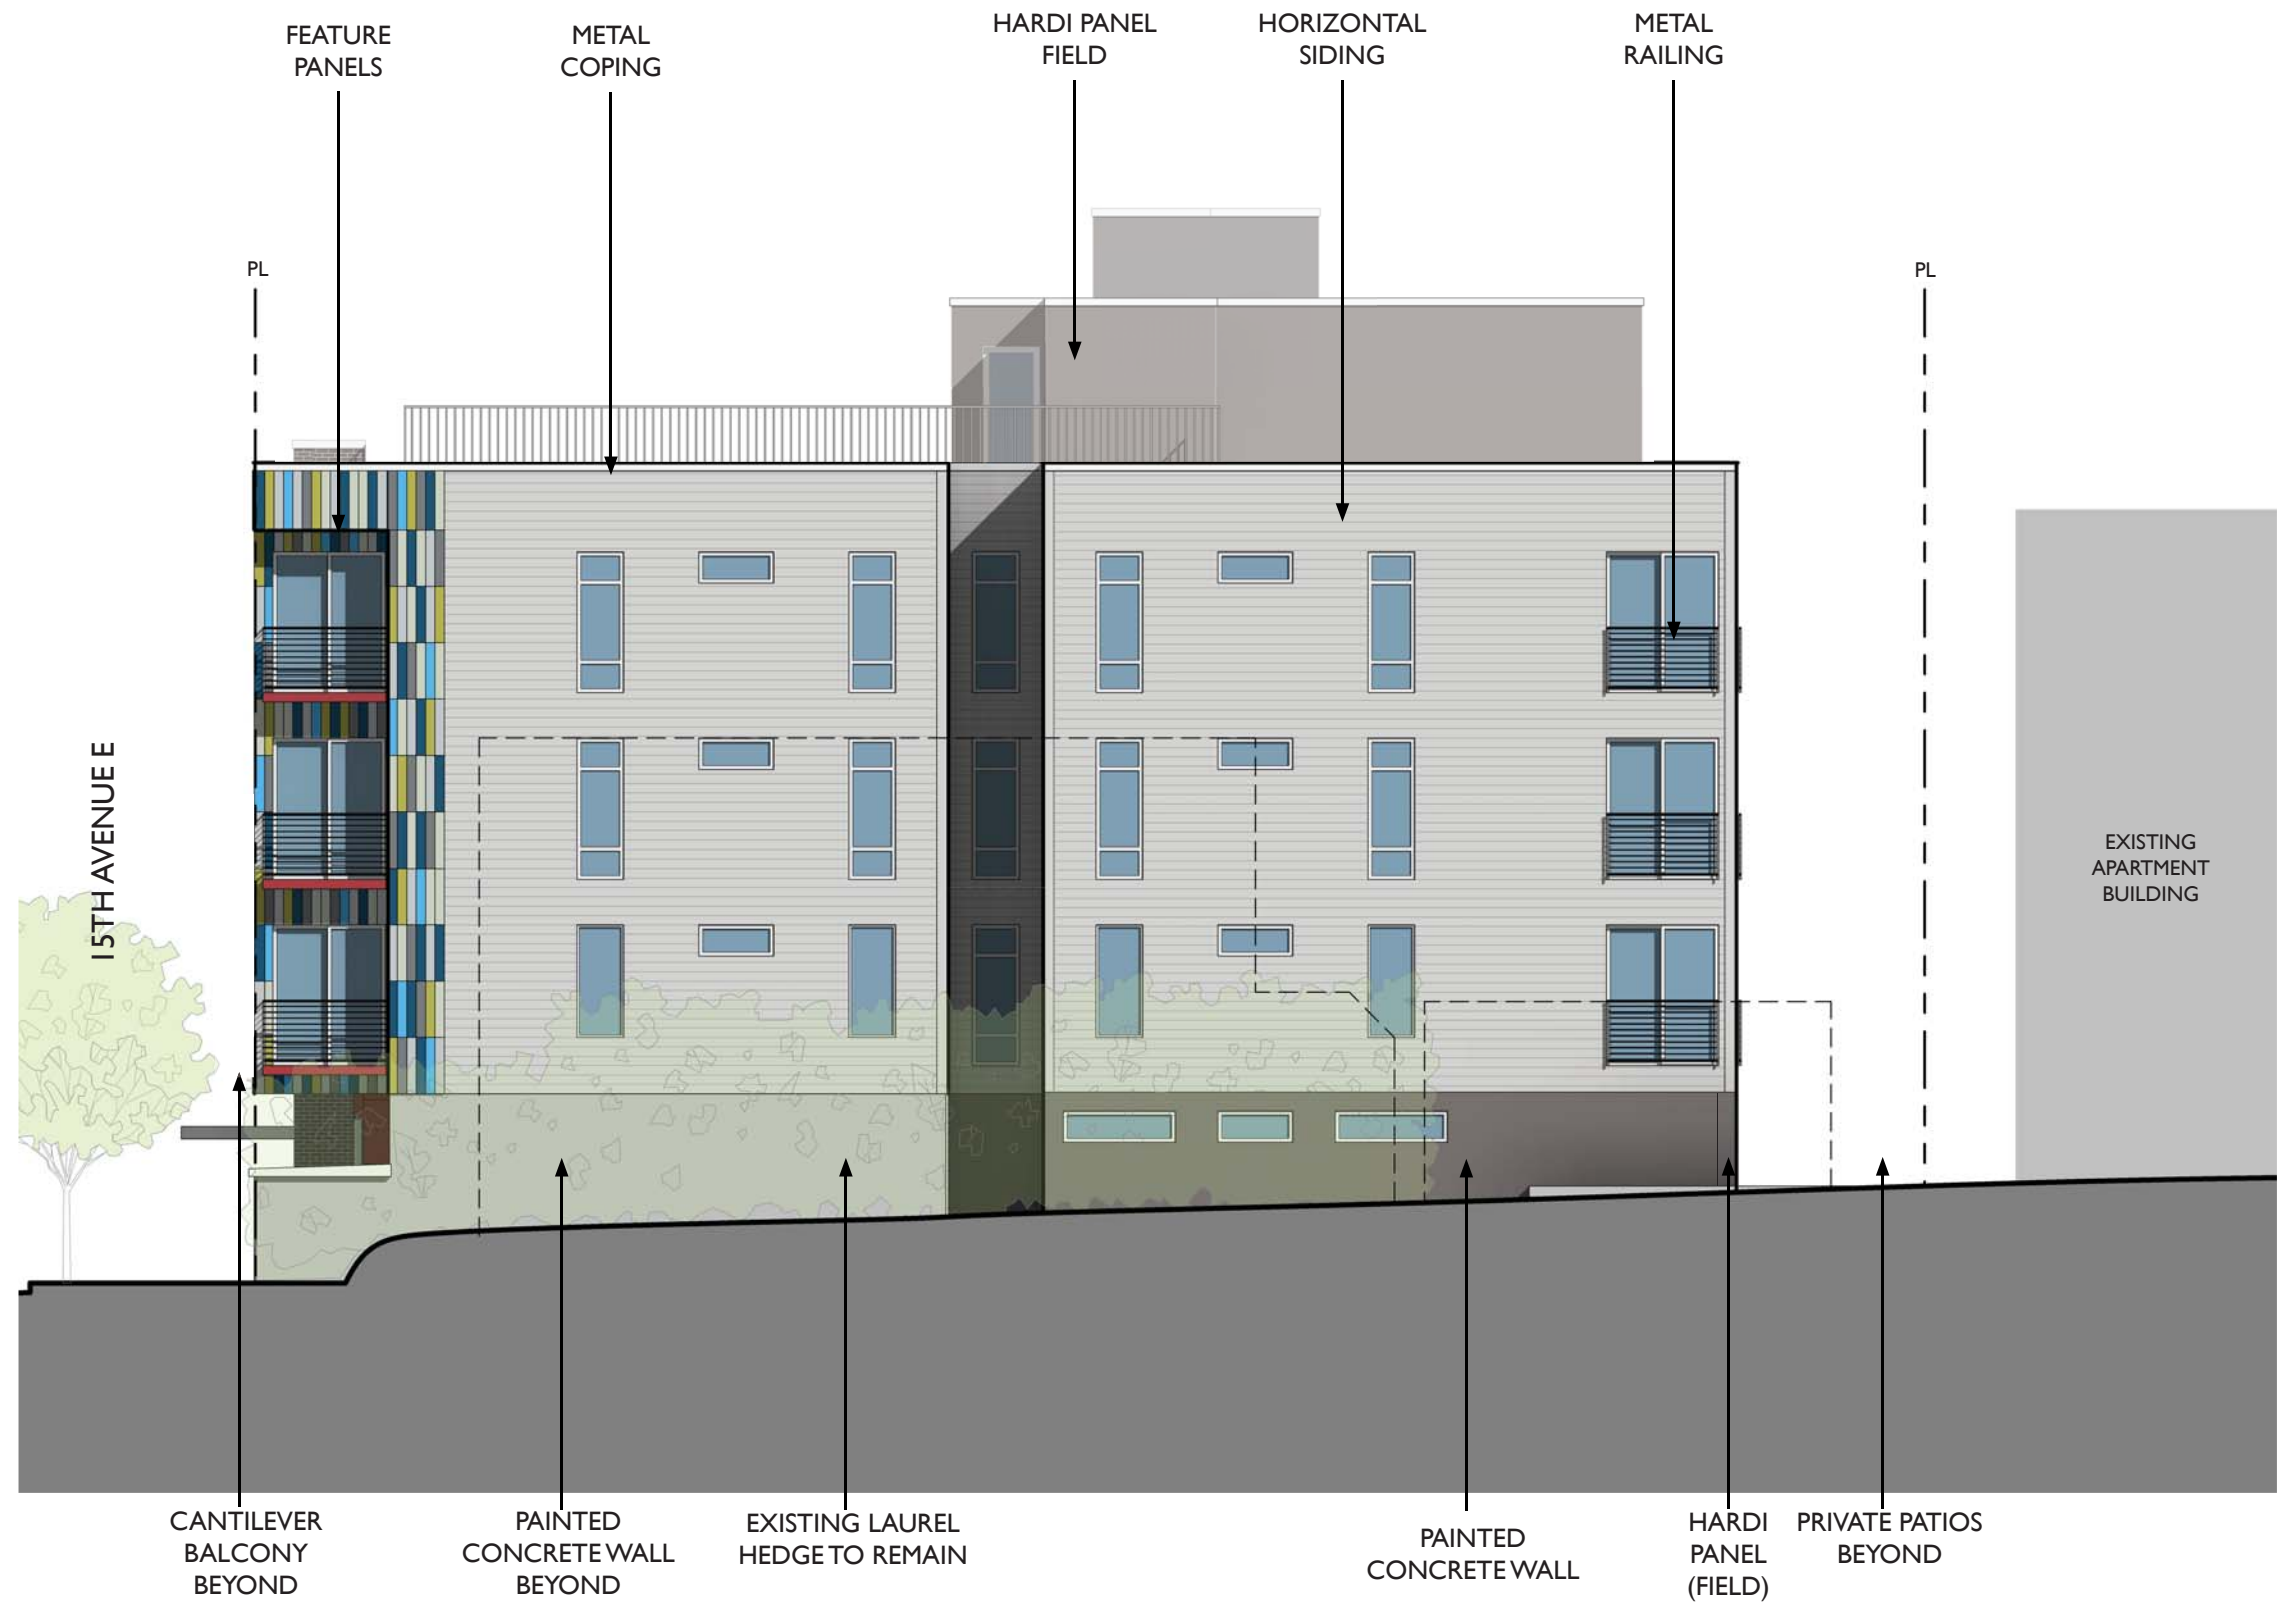 FEATURE
PANELS
METAL
COPING
HARDI PANEL
FIELD
HORIZONTAL
SIDING
METAL
RAILING
PL
PL
15TH AVENUE E
EXISTING
APARTMENT
BUILDING
CANTILEVER
BALCONY
BEYOND
PAINTED
CONCRETE WALL
BEYOND
EXISTING LAUREL
HEDGE TO REMAIN
PAINTED
CONCRETE WALL
HARDI
PANEL
(FIELD)
PRIVATE PATIOS
BEYOND